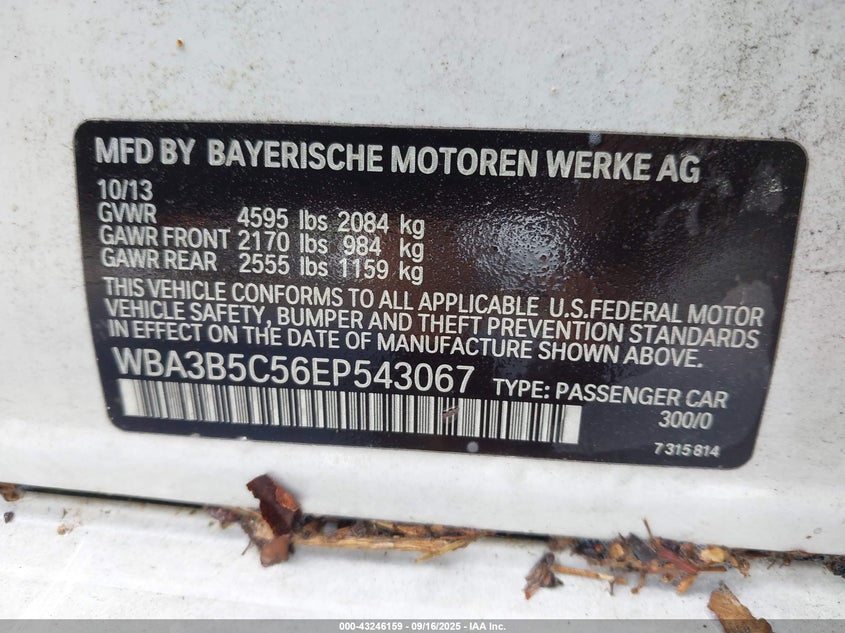 MFD BY BAYERISCHE MOTOREN WERKE AG
10/13
GVWR 4595 lbs 2084 kg
GAWR FRONT 2170 lbs 984 kg
GAWR REAR 2555 lbs 1159 kg
THIS VEHICLE CONFORMS TO ALL APPLICABLE U.S.FEDERAL MOTOR
VEHICLE SAFETY, BUMPER AND THEFT PREVENTION STANDARDS
IN EFFECT ON THE DATE OF MANUFACTURE SHOWN ABOVE.
WBA3B5C56EP543067 TYPE: PASSENGER CAR
300/0
7 315 814
000-43246159 - 09/16/2025 - IAA Inc.